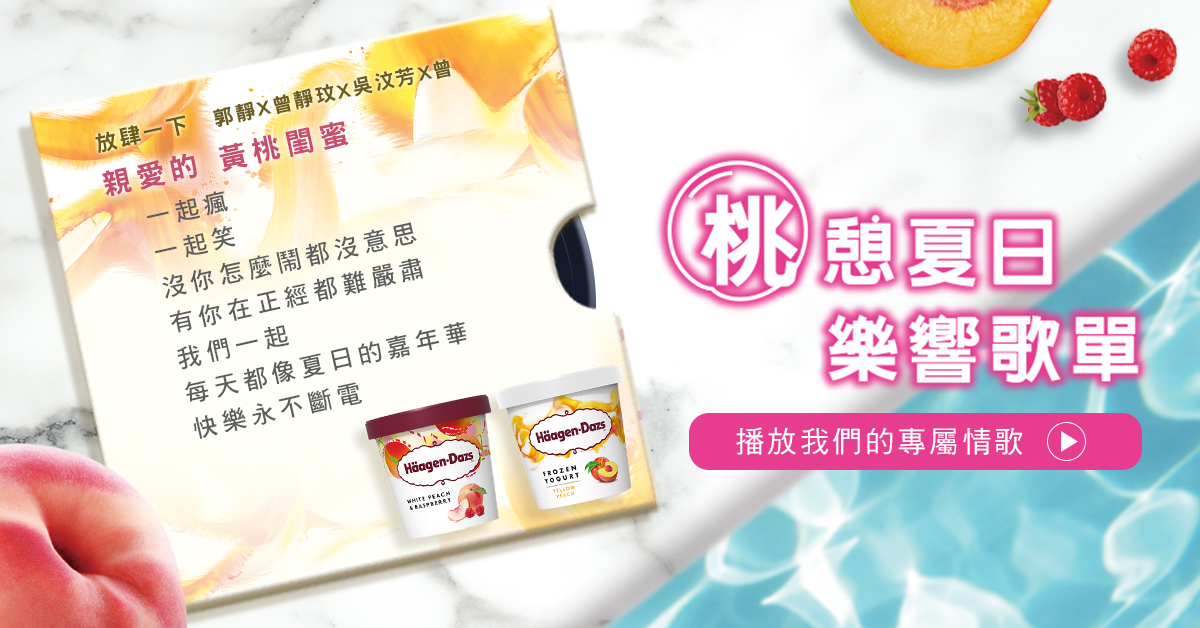 放肆一下 郭靜X曾靜玟X吳汶芳X曾
親愛的 黃桃閨蜜
一起瘋
一起笑
沒你怎麼鬧都沒意思
有你在正經都難嚴肅
我們一起
每天都像夏日的嘉年華
快樂永不斷電
Häagen-Dazs
WHITE PEACH
& RASPBERRY
Häagen-Dazs
FROZEN
YOGURT
YELLOW
PEACH
桃憩夏日
樂響歌單
播放我們的專屬情歌